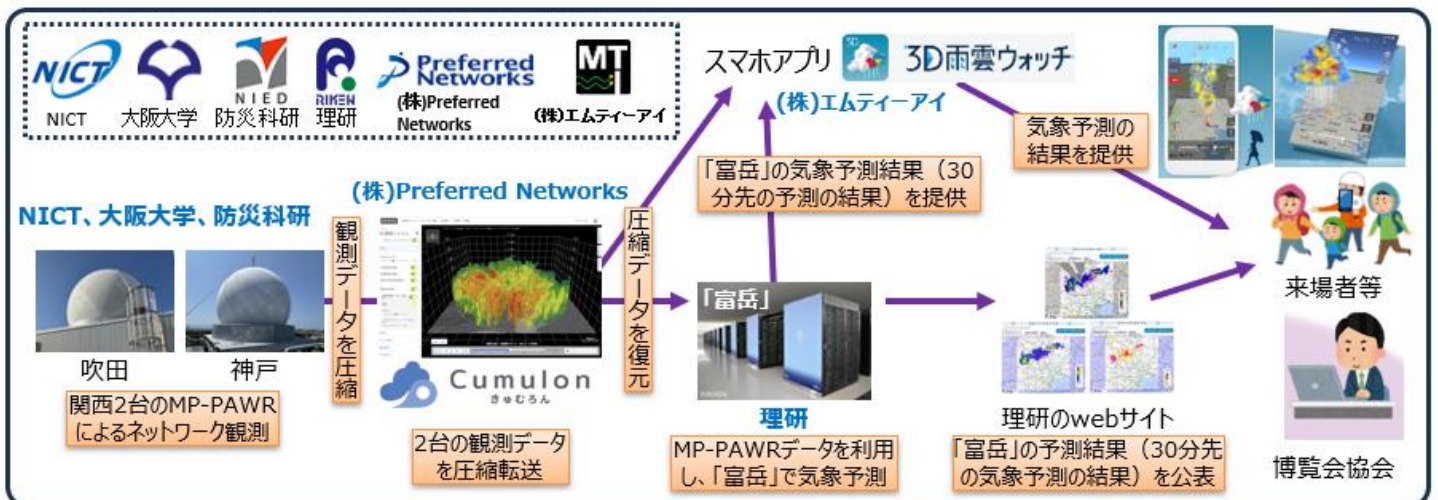 NICT
NIED
RIKEN
Preferred
Networks
MT
I
NICT
大阪大学
防災科研
理研
(株)Preferred
Networks
(株)エムティーアイ
スマホアプリ
3D雨雲ウォッチ
(株)エムティーアイ
気象予測の
結果を提供
「富岳」の気象予測結果（30
分先の予測の結果）を提供
(株)Preferred Networks
NICT、大阪大学、防災科研
観測データを圧縮
圧縮データを復元
吹田
神戸
関西2台のMP-PAWR
によるネットワーク観測
Cumulon
きゅむろん
2台の観測データ
を圧縮転送
「富岳」
理研
MP-PAWRデータを利用
し、「富岳」で気象予測
理研のwebサイト
「富岳」の予測結果（30分先
の気象予測の結果）を公表
来場者等
博覧会協会